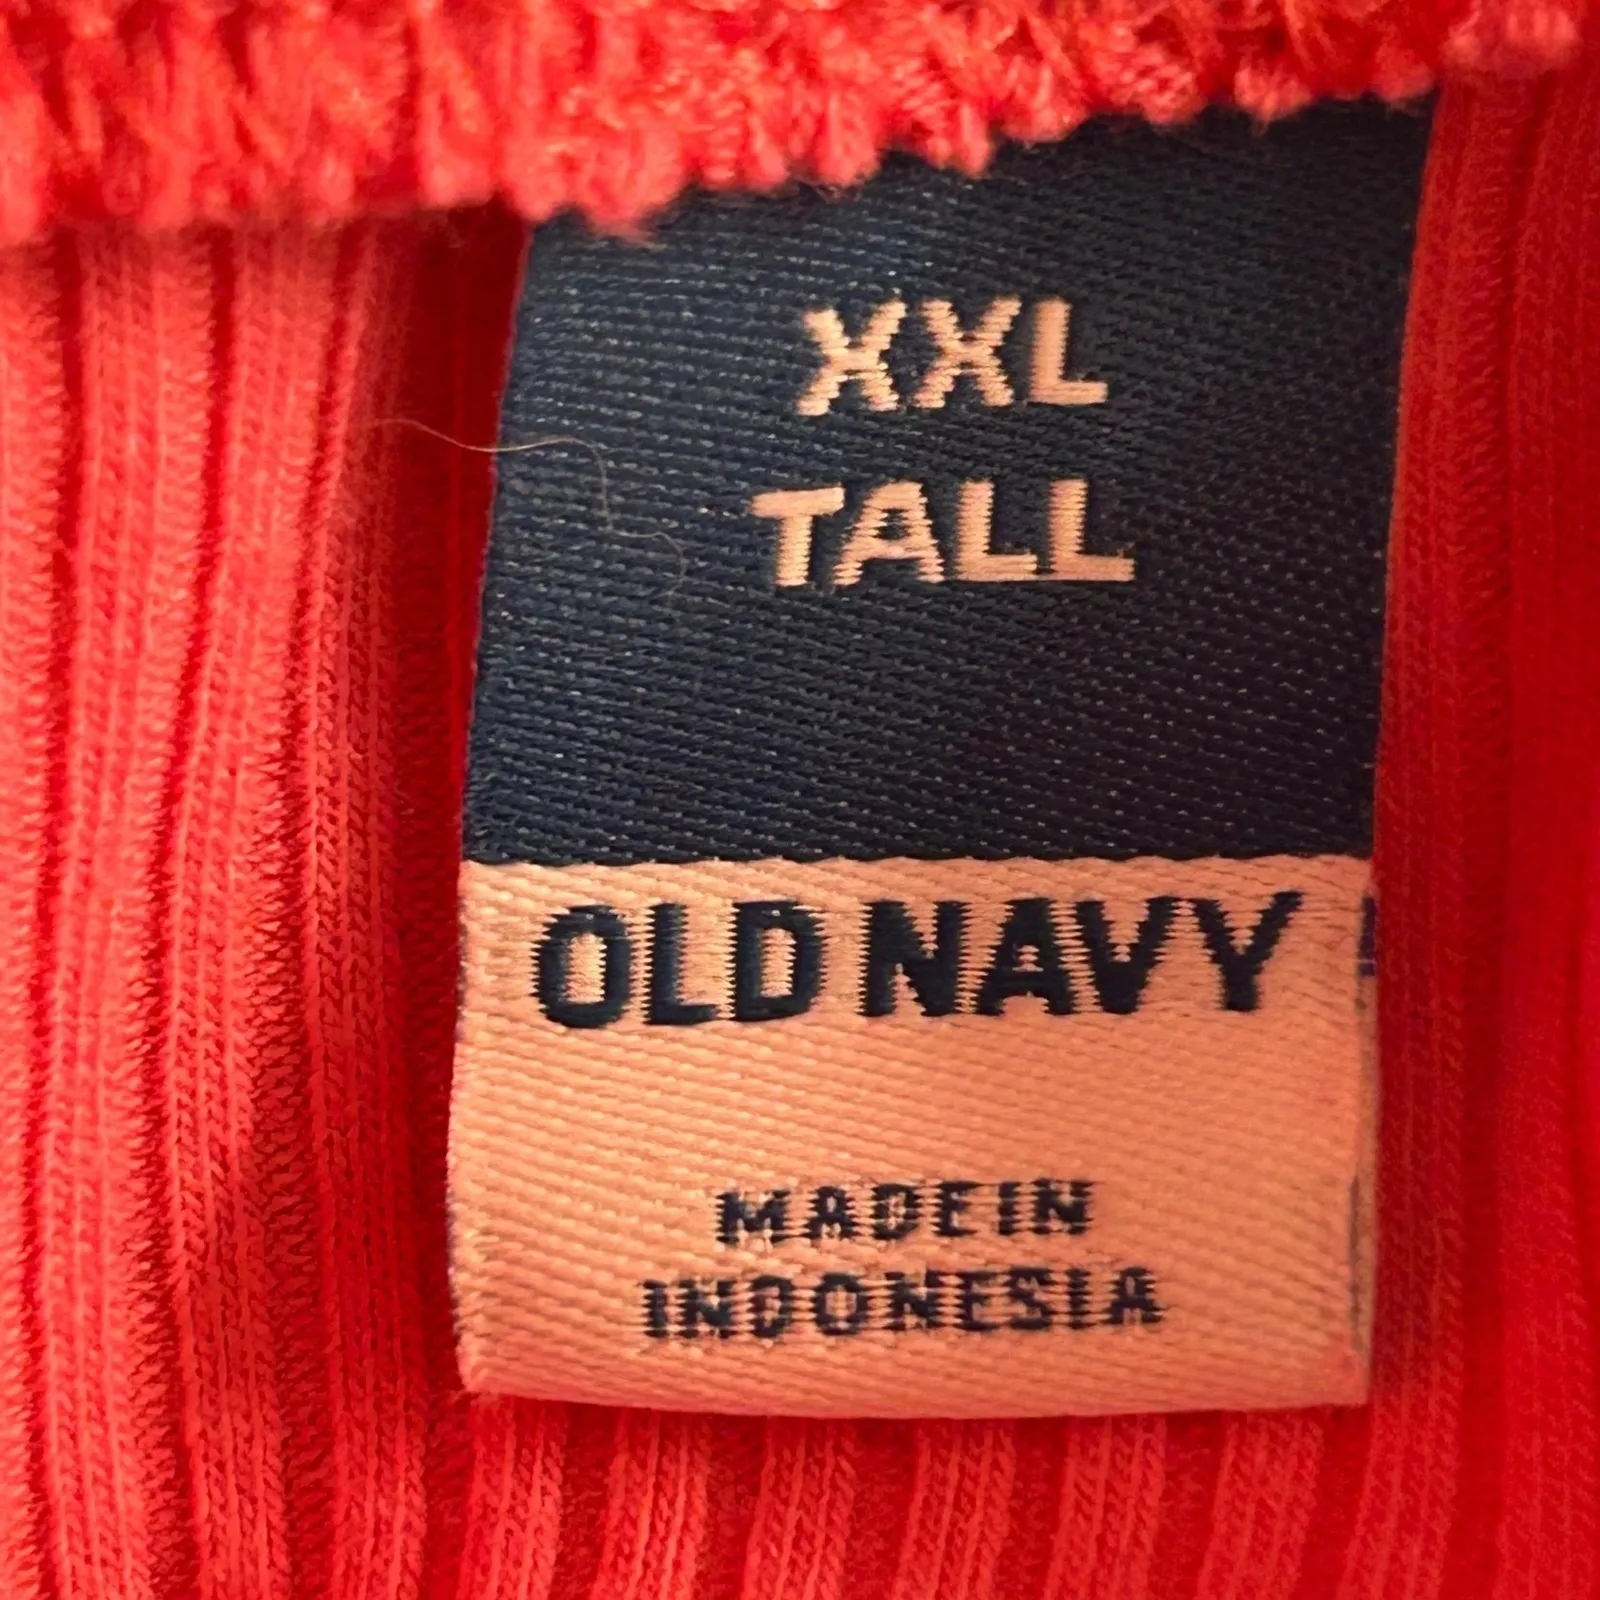 XXL
TALL
OLD NAVY
MADE IN
INDONESIA